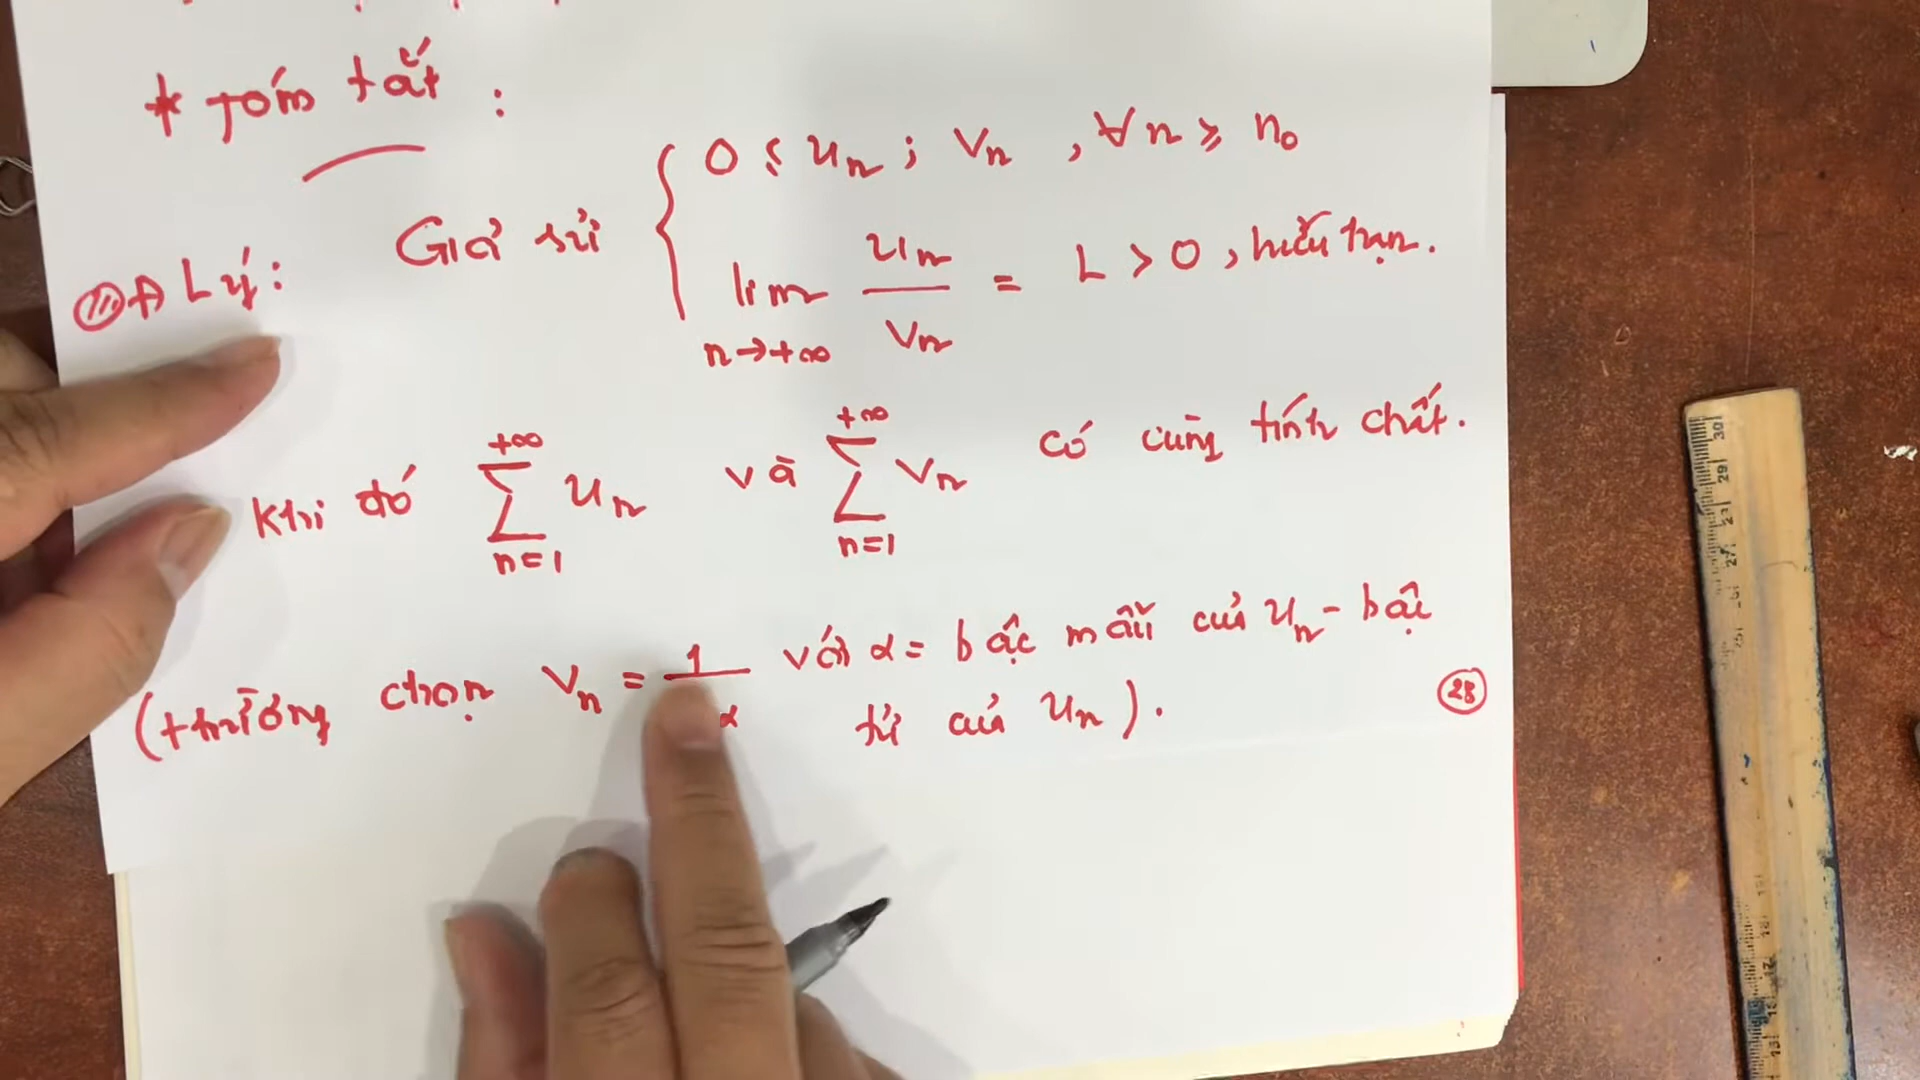 * Tóm tắt :
Đ Lý: Giả sử { 0 ≤ un ; vn , ∀n ≥ n0
lim n→+∞ un/vn = L > 0 , hữu hạn.
khi đó +∞ ∑ n=1 un và +∞ ∑ n=1 vn có cùng tính chất.
(thường chọn vn = 1/ α với α = bậc mẫu của un - bậc
tử của un ). 28